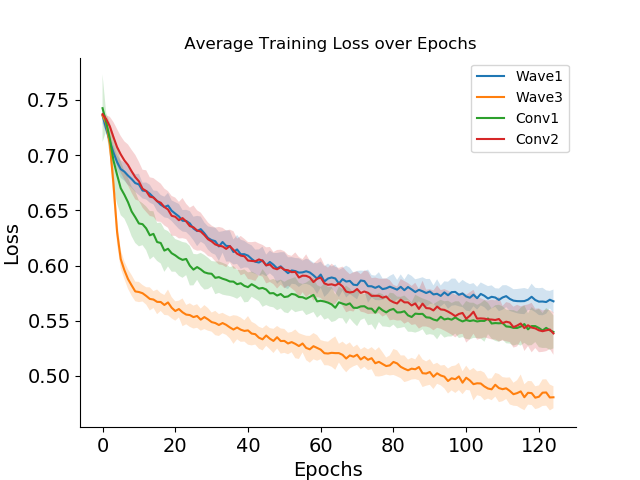 Average Training Loss over Epochs
Wave1
Wave3
Conv1
Conv2
Loss
0.75
0.70
0.65
0.60
0.55
0.50
0 20 40 60 80 100 120
Epochs